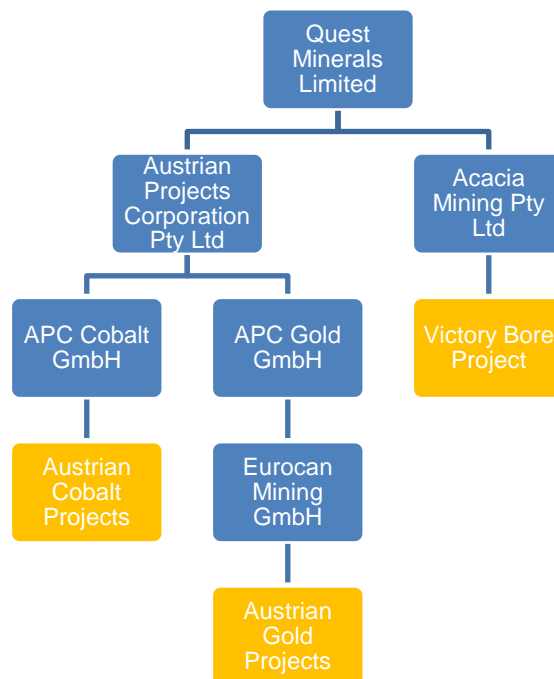 Quest
Minerals
Limited
Austrian
Projects
Corporation
Pty Ltd
Acacia
Mining Pty
Ltd
APC Cobalt
GmbH
APC Gold
GmbH
Victory Bore
Project
Austrian
Cobalt
Projects
Eurocan
Mining
GmbH
Austrian
Gold
Projects